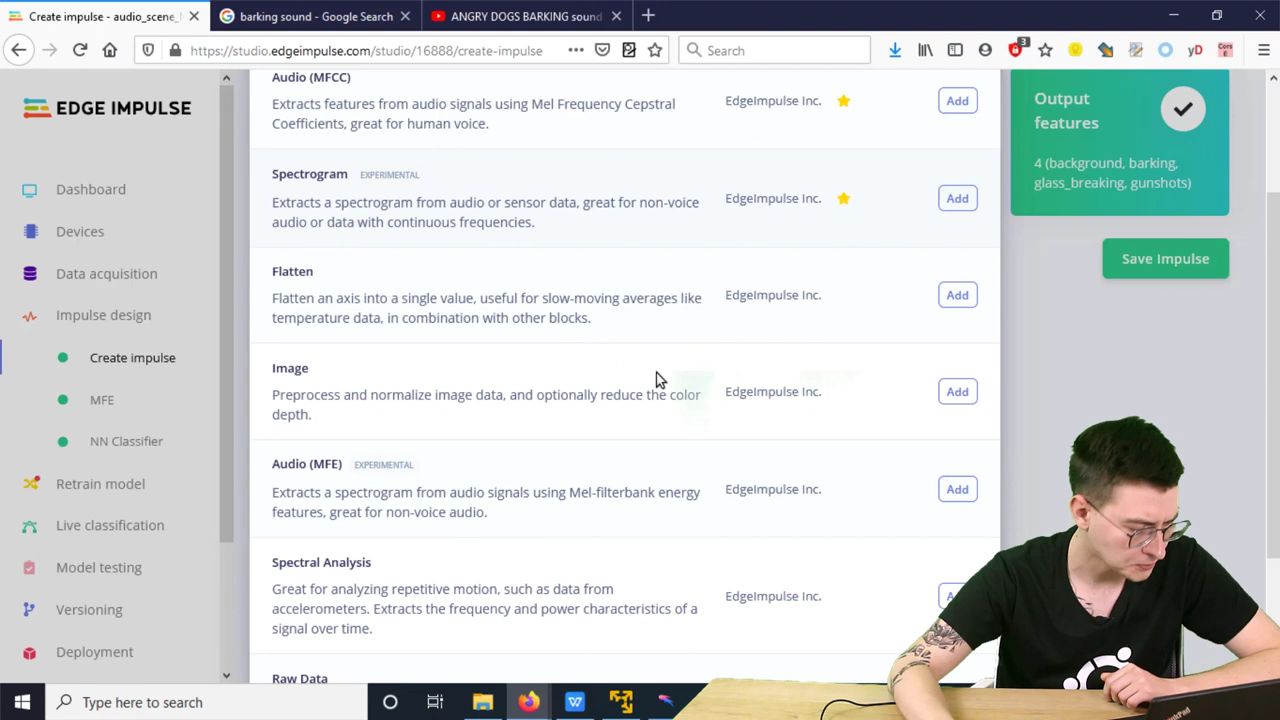 Create impulse - audio_scene_
barking sound - Google Search
ANGRY DOGS BARKING sound
https://studio.edgeimpulse.com/studio/16888/create-impulse
Search
3
yD
Cors
E
EDGE IMPULSE
Dashboard
Devices
Data acquisition
Impulse design
Create impulse
MFE
NN Classifier
Retrain model
Live classification
Model testing
Versioning
Deployment
Audio (MFCC)
Extracts features from audio signals using Mel Frequency Cepstral
Coefficients, great for human voice.
EdgeImpulse Inc.
Add
Spectrogram EXPERIMENTAL
Extracts a spectrogram from audio or sensor data, great for non-voice
audio or data with continuous frequencies.
EdgeImpulse Inc.
Add
Flatten
Flatten an axis into a single value, useful for slow-moving averages like
temperature data, in combination with other blocks.
EdgeImpulse Inc.
Add
Image
Preprocess and normalize image data, and optionally reduce the color
depth.
EdgeImpulse Inc.
Add
Audio (MFE) EXPERIMENTAL
Extracts a spectrogram from audio signals using Mel-filterbank energy
features, great for non-voice audio.
EdgeImpulse Inc.
Add
Spectral Analysis
Great for analyzing repetitive motion, such as data from
accelerometers. Extracts the frequency and power characteristics of a
signal over time.
EdgeImpulse Inc.
Raw Data
Output
features
4 (background, barking,
glass_breaking, gunshots)
Save Impulse
Type here to search
ThinkPad